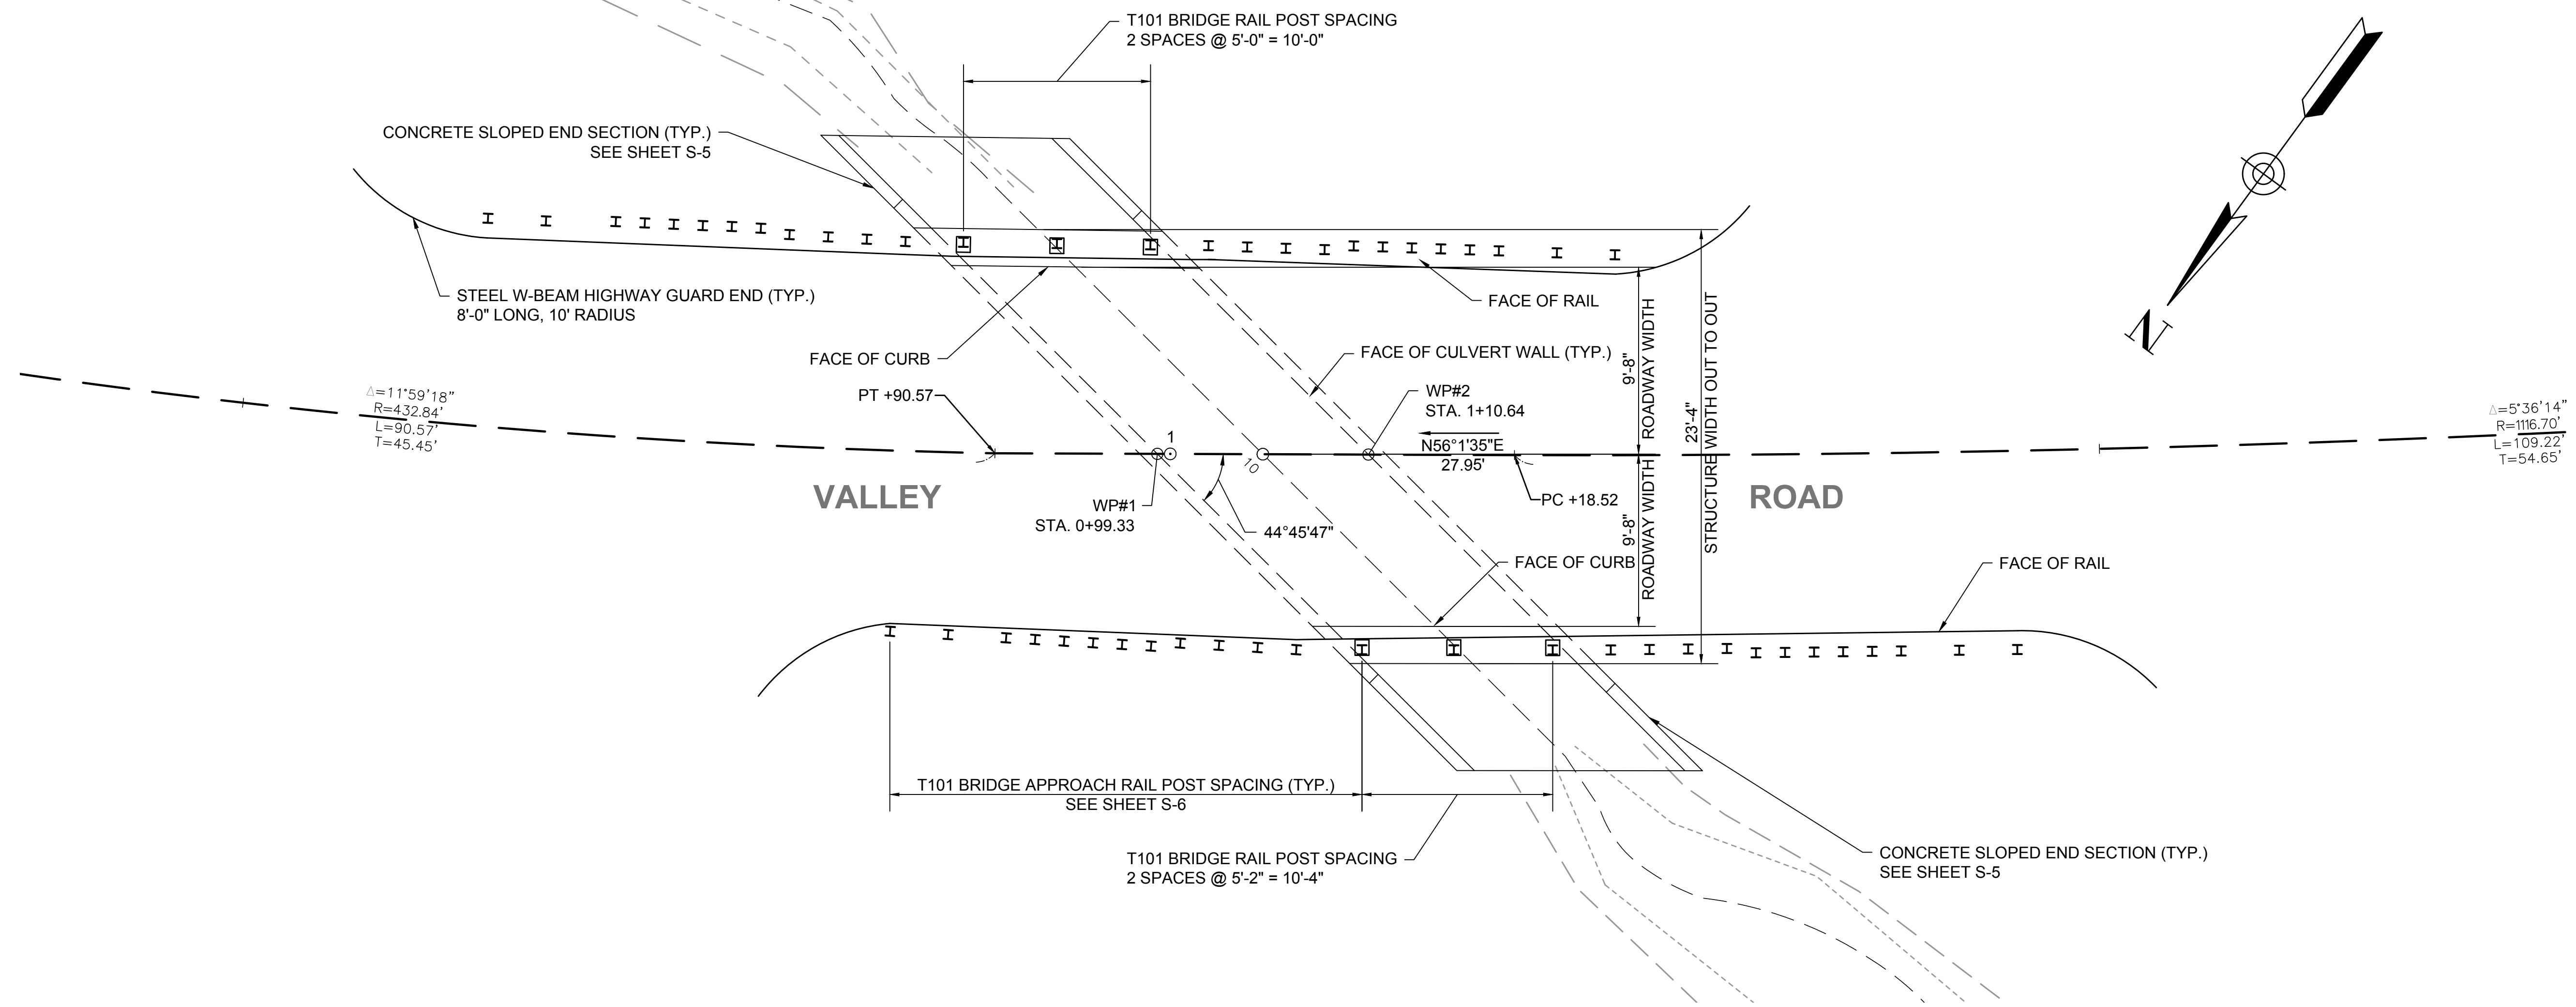 T101 BRIDGE RAIL POST SPACING
2 SPACES @ 5'-0" = 10'-0"
CONCRETE SLOPED END SECTION (TYP.)
SEE SHEET S-5
STEEL W-BEAM HIGHWAY GUARD END (TYP.)
8'-0" LONG, 10' RADIUS
FACE OF RAIL
N
FACE OF CURB
FACE OF CULVERT WALL (TYP.)
9'-8"
ROADWAY WIDTH
23'-4"
STRUCTURE WIDTH OUT TO OUT
PT +90.57
WP#2
STA. 1+10.64
Δ=11°59'18"
R=432.84'
L=90.57'
T=45.45'
1
10
N56°1'35"E
27.95'
Δ=5°36'14"
R=1116.70'
L=109.22'
T=54.65'
VALLEY
ROAD
WP#1
STA. 0+99.33
PC +18.52
44°45'47"
9'-8"
ROADWAY WIDTH
FACE OF CURB
FACE OF RAIL
T101 BRIDGE APPROACH RAIL POST SPACING (TYP.)
SEE SHEET S-6
T101 BRIDGE RAIL POST SPACING
2 SPACES @ 5'-2" = 10'-4"
CONCRETE SLOPED END SECTION (TYP.)
SEE SHEET S-5